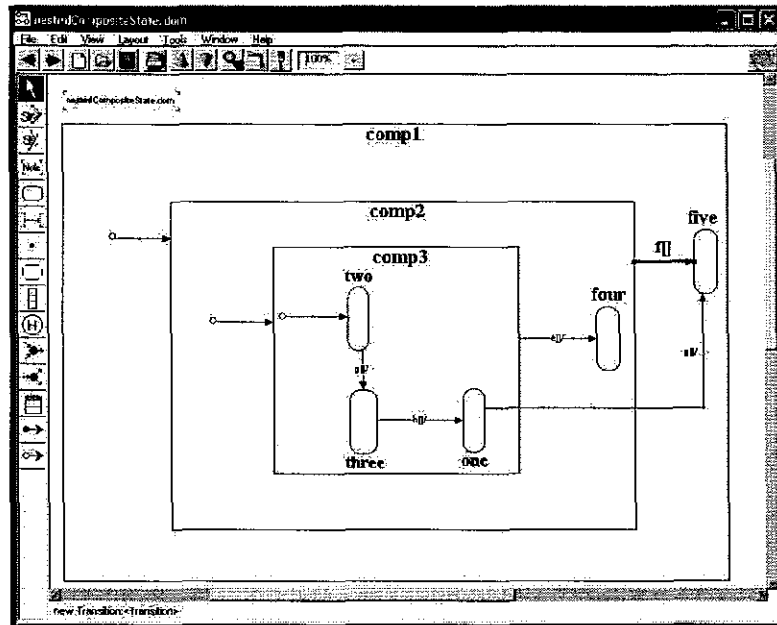 nestedCompositeState.dom
File Edit View Layout Tools Window Help
100%
nestedCompositeState.dom
comp1
comp2
five
comp3
f[]
two
four
Note
e[]/
H
a[]/
b[]/
three
one
new Transition:<Transition>